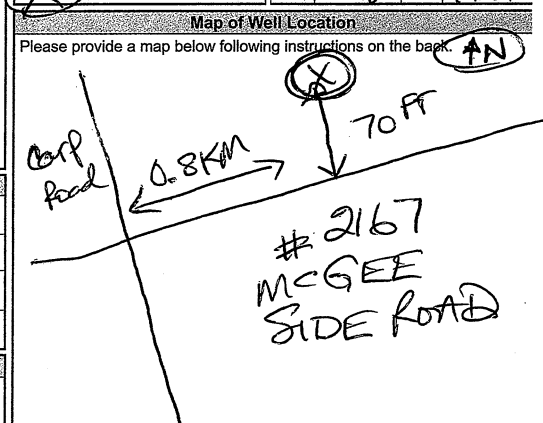 Map of Well Location
Please provide a map below following instructions on the back.
↑N
X
70 FT
Carp
Road
0.8KM
# 2167
MCGEE
SIDE ROAD